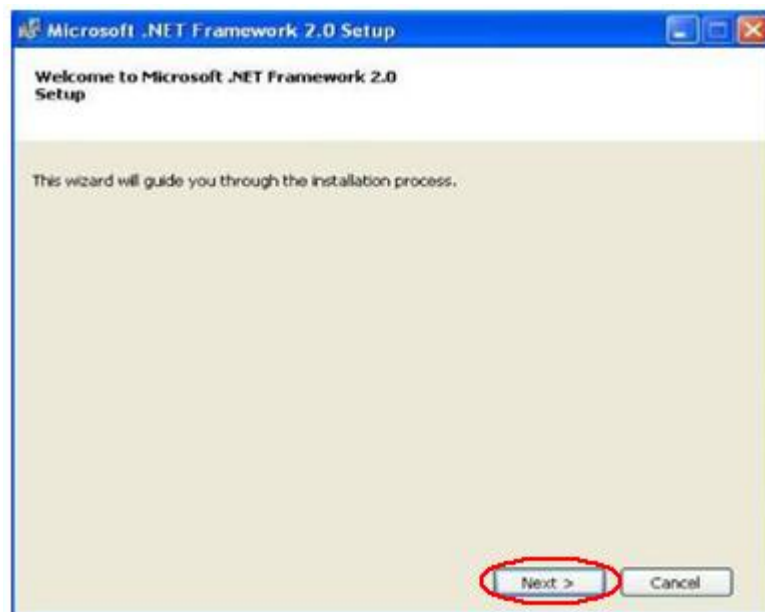 Microsoft .NET Framework 2.0 Setup
Welcome to Microsoft .NET Framework 2.0
Setup
This wizard will guide you through the installation process.
Next >
Cancel